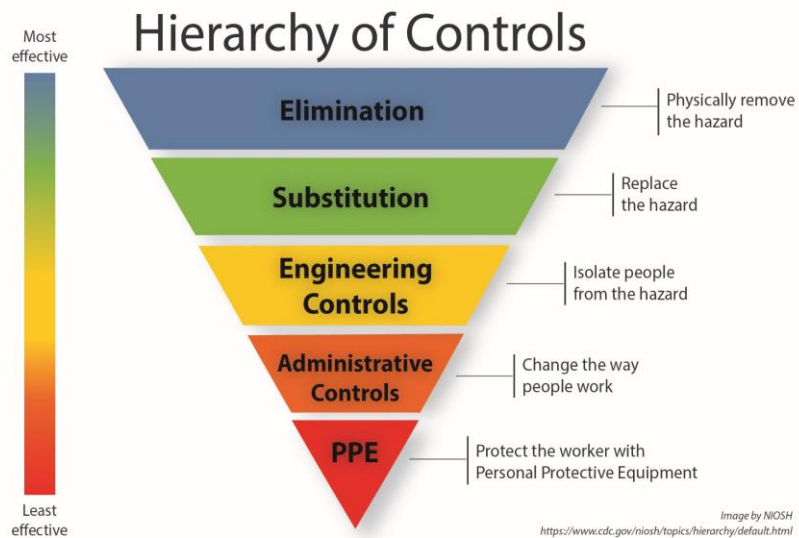 Hierarchy of Controls
Most
effective
Elimination
Physically remove
the hazard
Substitution
Replace
the hazard
Engineering
Controls
Isolate people
from the hazard
Administrative
Controls
Change the way
people work
PPE
Protect the worker with
Personal Protective Equipment
Least
effective
Image by NIOSH
https://www.cdc.gov/niosh/topics/hierarchy/default.html